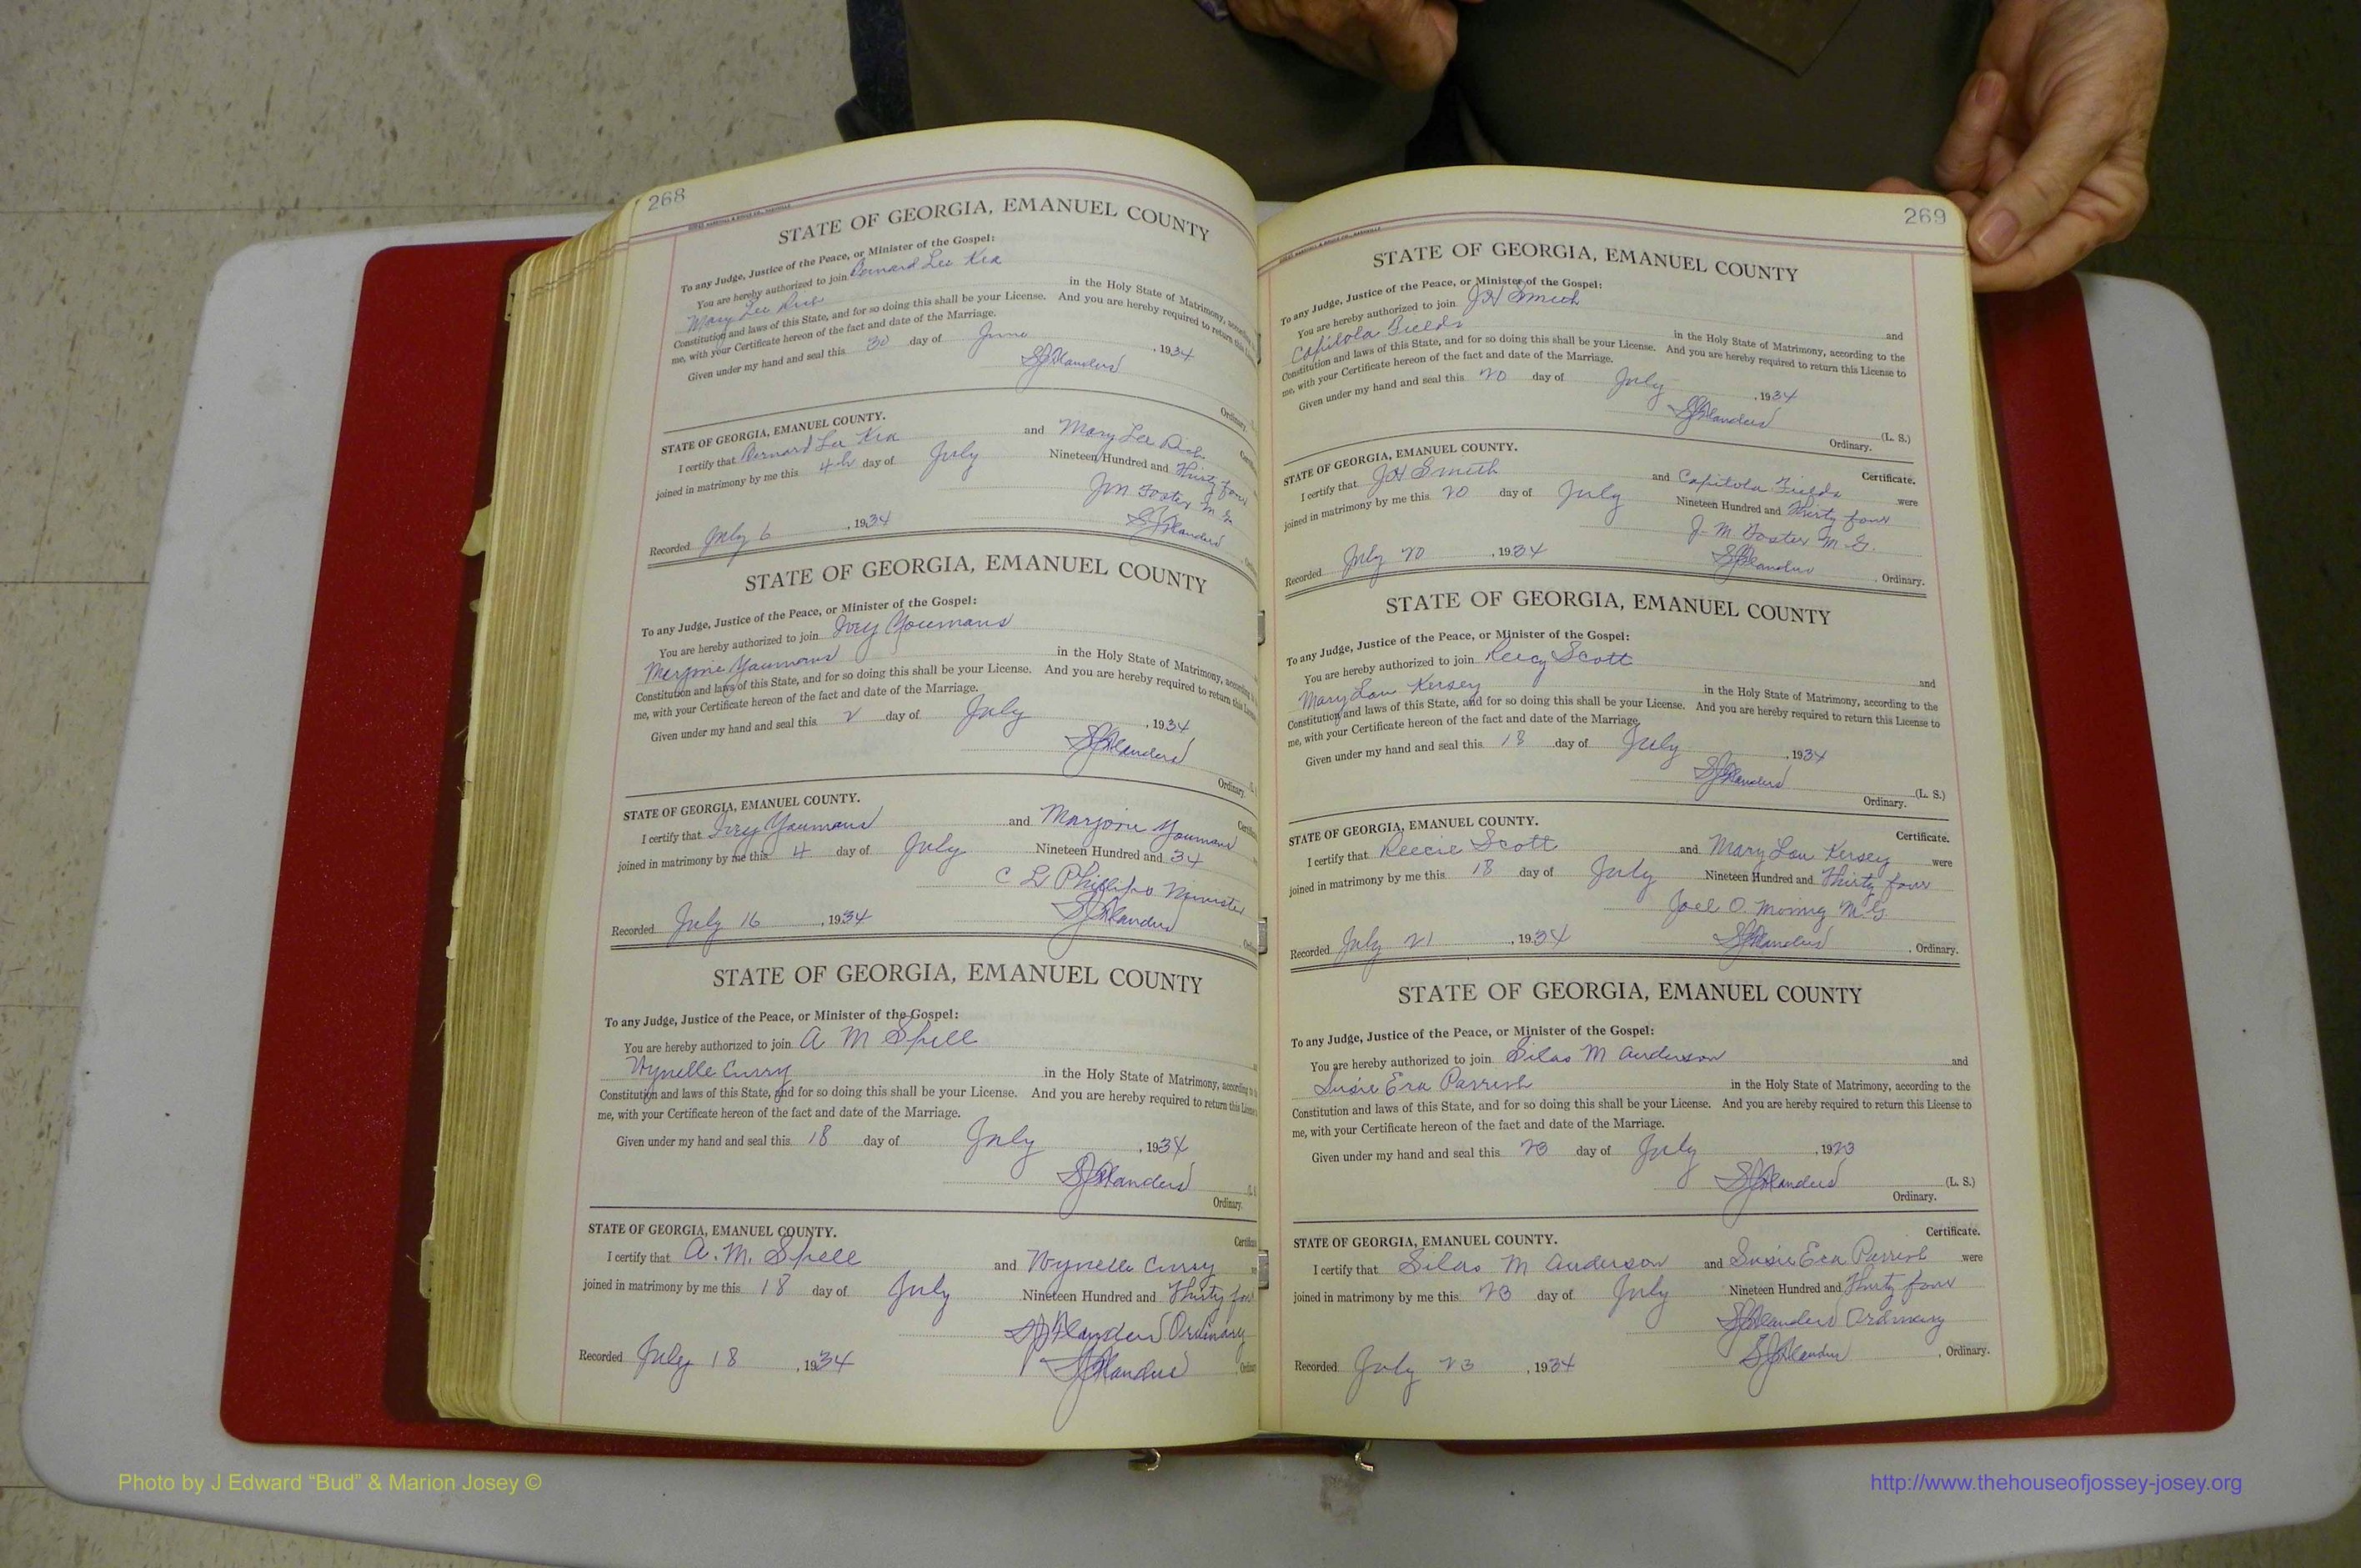 268
STATE OF GEORGIA, EMANUEL COUNTY
To any Judge, Justice of the Peace, or Minister of the Gospel:
You are hereby authorized to join Bernard Lee Kea
Mary Lee in the Holy State of Matrimony,
Constitution and laws of this State, and for so doing this shall be your License. And you are hereby required to return this
me, with your Certificate hereon of the fact and date of the Marriage.
Given under my hand and seal this 30 day of June, 1934
Ordinary
STATE OF GEORGIA, EMANUEL COUNTY.
I certify that Bernard Lee Kea and Mary Lee
joined in matrimony by me this 4th day of July Nineteen Hundred and Thirty four
J M Foster M G
Recorded July 6, 1934
STATE OF GEORGIA, EMANUEL COUNTY
To any Judge, Justice of the Peace, or Minister of the Gospel:
You are hereby authorized to join Ivey Youmans
Marjorie Youmans in the Holy State of Matrimony,
Constitution and laws of this State, and for so doing this shall be your License. And you are hereby required to return this
me, with your Certificate hereon of the fact and date of the Marriage.
Given under my hand and seal this 2 day of July, 1934
Ordinary.
STATE OF GEORGIA, EMANUEL COUNTY.
I certify that Ivey Youmans and Marjorie Youmans
joined in matrimony by me this 4 day of July Nineteen Hundred and 34
C L Phillips Minister
Recorded July 16, 1934
STATE OF GEORGIA, EMANUEL COUNTY
To any Judge, Justice of the Peace, or Minister of the Gospel:
You are hereby authorized to join A M Spell
Wynelle Curry in the Holy State of Matrimony, according to
Constitution and laws of this State, and for so doing this shall be your License. And you are hereby required to return this
me, with your Certificate hereon of the fact and date of the Marriage.
Given under my hand and seal this 18 day of July, 1934
S J Flanders
Ordinary.
STATE OF GEORGIA, EMANUEL COUNTY.
I certify that A. M. Spell and Wynelle Curry
joined in matrimony by me this 18 day of July Nineteen Hundred and Thirty four
S J Flanders Ordinary
Recorded July 18, 1934 S J Flanders
269
STATE OF GEORGIA, EMANUEL COUNTY
To any Judge, Justice of the Peace, or Minister of the Gospel:
You are hereby authorized to join J H Smith and
Capitola Fields in the Holy State of Matrimony, according to the
Constitution and laws of this State, and for so doing this shall be your License. And you are hereby required to return this License to
me, with your Certificate hereon of the fact and date of the Marriage.
Given under my hand and seal this 20 day of July, 1934
S J Flanders (L. S.)
Ordinary.
STATE OF GEORGIA, EMANUEL COUNTY. Certificate.
I certify that J H Smith and Capitola Fields were
joined in matrimony by me this 20 day of July Nineteen Hundred and Thirty four
J. M Foster M. G.
Recorded July 20, 1934 S J Flanders, Ordinary.
STATE OF GEORGIA, EMANUEL COUNTY
To any Judge, Justice of the Peace, or Minister of the Gospel:
You are hereby authorized to join Reecy Scott and
Mary Lou Kersey in the Holy State of Matrimony, according to the
Constitution and laws of this State, and for so doing this shall be your License. And you are hereby required to return this License to
me, with your Certificate hereon of the fact and date of the Marriage.
Given under my hand and seal this 18 day of July, 1934
S J Flanders (L. S.)
Ordinary.
STATE OF GEORGIA, EMANUEL COUNTY. Certificate.
I certify that Reecie Scott and Mary Lou Kersey were
joined in matrimony by me this 18 day of July Nineteen Hundred and Thirty four
Joel O. M.G.
Recorded July 21, 1934 S J Flanders, Ordinary.
STATE OF GEORGIA, EMANUEL COUNTY
To any Judge, Justice of the Peace, or Minister of the Gospel:
You are hereby authorized to join Silas M Anderson and
Susie Era Parrish in the Holy State of Matrimony, according to the
Constitution and laws of this State, and for so doing this shall be your License. And you are hereby required to return this License to
me, with your Certificate hereon of the fact and date of the Marriage.
Given under my hand and seal this 23 day of July, 1923
S J Flanders (L. S.)
Ordinary.
STATE OF GEORGIA, EMANUEL COUNTY. Certificate.
I certify that Silas M Anderson and Susie Era Parrish were
joined in matrimony by me this 23 day of July Nineteen Hundred and Thirty four
S J Flanders Ordinary
Recorded July 23, 1934 S J Flanders, Ordinary.
Photo by J Edward “Bud” & Marion Josey ©
http://www.thehouseofjossey-josey.org